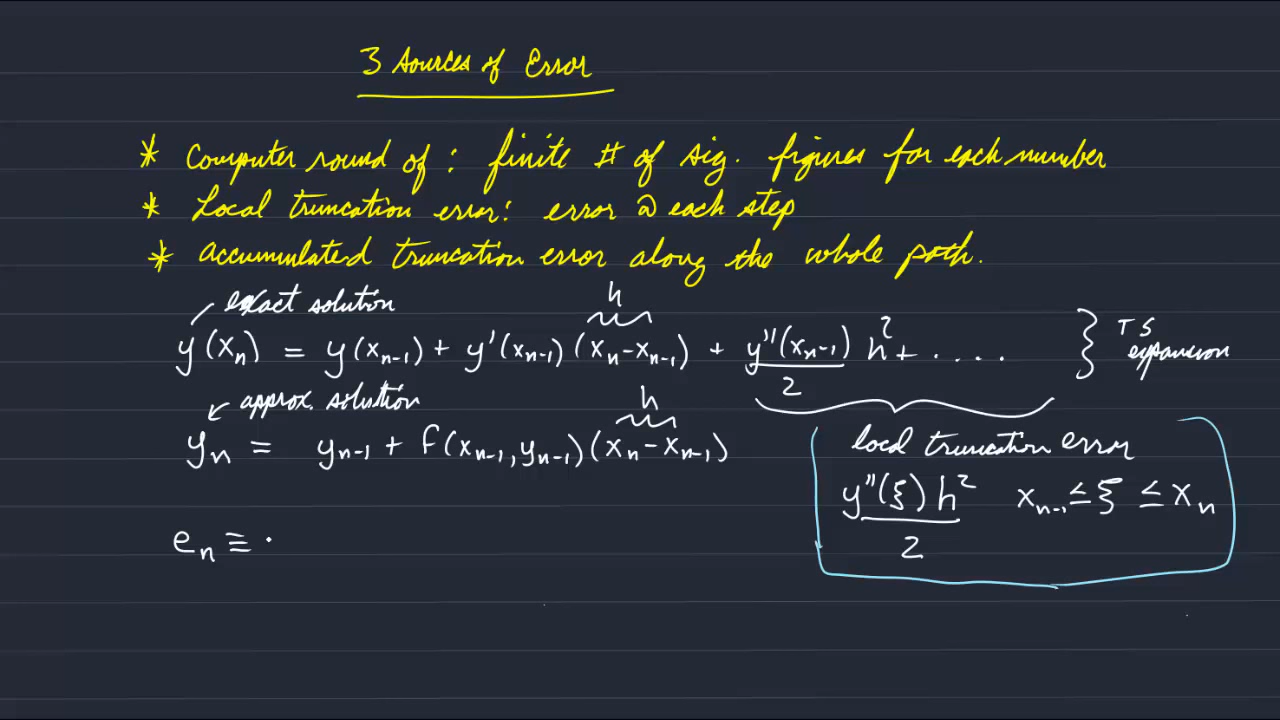 3 Sources of Error
* Computer round of : finite # of sig. figures for each number
* Local truncation error: error @ each step
* Accumulated truncation error along the whole path.
exact solution
h
y(xₙ) = y(xₙ₋₁) + y'(xₙ₋₁)(xₙ-xₙ₋₁) + y''(xₙ₋₁)/2 h² + .... } TS expansion
approx. solution
h
yₙ = yₙ₋₁ + f(xₙ₋₁, yₙ₋₁)(xₙ-xₙ₋₁)
local truncation error
y''(ξ)h²/2 xₙ₋₁ ≤ ξ ≤ xₙ
eₙ ≡